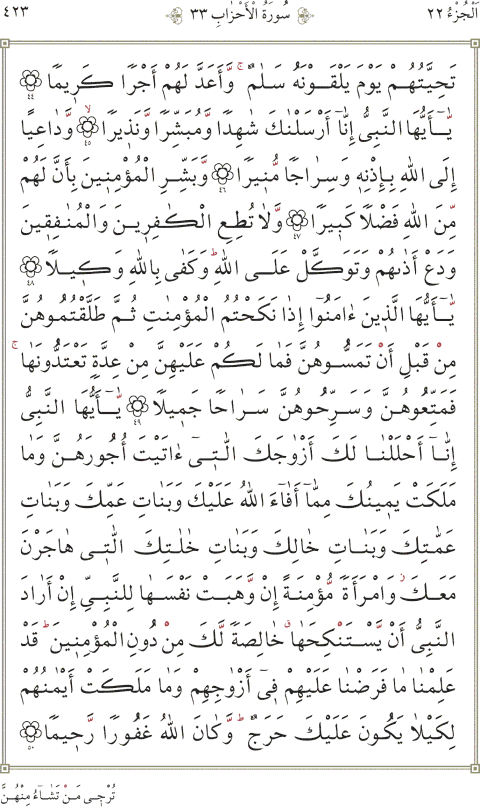 اَلْجُزْءُ ٢٢ سُورَةُ الْأَحْزَابِ ٣٣ ٤٢٣
تَحِيَّتُهُمْ يَوْمَ يَلْقَوْنَهُۥ سَلٰمٌ ۚ وَّأَعَدَّ لَهُمْ أَجْرًا كَرِيمًا ٤٤
يٰٓأَيُّهَا النَّبِىُّ إِنَّآ أَرْسَلْنٰكَ شٰهِدًا وَّمُبَشِّرًا وَّنَذِيرًا ۙ ٤٥ وَّدَاعِيًا
إِلَى اللّٰهِ بِإِذْنِهٖ وَسِرَاجًا مُّنِيرًا ٤٦ وَّبَشِّرِ الْمُؤْمِنِينَ بِأَنَّ لَهُمْ
مِّنَ اللّٰهِ فَضْلًا كَبِيرًا ٤٧ وَّلَا تُطِعِ الْكٰفِرِينَ وَالْمُنٰفِقِينَ
وَدَعْ أَذٰىهُمْ وَتَوَكَّلْ عَلَى اللّٰهِ ۗ وَكَفٰى بِاللّٰهِ وَكِيلًا ٤٨
يٰٓأَيُّهَا الَّذِينَ ءَامَنُوٓا إِذَا نَكَحْتُمُ الْمُؤْمِنٰتِ ثُمَّ طَلَّقْتُمُوهُنَّ
مِنْ قَبْلِ أَنْ تَمَسُّوهُنَّ فَمَا لَكُمْ عَلَيْهِنَّ مِنْ عِدَّةٍ تَعْتَدُّونَهَا ۚ
فَمَتِّعُوهُنَّ وَسَرِّحُوهُنَّ سَرَاحًا جَمِيلًا ٤٩ يٰٓأَيُّهَا النَّبِىُّ
إِنَّآ أَحْلَلْنَا لَكَ أَزْوٰجَكَ الّٰتِىٓ ءَاتَيْتَ أُجُورَهُنَّ وَمَا
مَلَكَتْ يَمِينُكَ مِمَّآ أَفَآءَ اللّٰهُ عَلَيْكَ وَبَنَاتِ عَمِّكَ وَبَنَاتِ
عَمّٰتِكَ وَبَنَاتِ خَالِكَ وَبَنَاتِ خٰلٰتِكَ الّٰتِى هَاجَرْنَ
مَعَكَ ۡ وَامْرَأَةً مُّؤْمِنَةً إِنْ وَّهَبَتْ نَفْسَهَا لِلنَّبِىِّ إِنْ أَرَادَ
النَّبِىُّ أَنْ يَّسْتَنْكِحَهَا ۗ خَالِصَةً لَّكَ مِنْ دُونِ الْمُؤْمِنِينَ ۗ قَدْ
عَلِمْنَا مَا فَرَضْنَا عَلَيْهِمْ فِىٓ أَزْوٰجِهِمْ وَمَا مَلَكَتْ أَيْمٰنُهُمْ
لِكَيْلَا يَكُونَ عَلَيْكَ حَرَجٌ ۗ وَّكَانَ اللّٰهُ غَفُورًا رَّحِيمًا ٥٠
تُرْجِى مَنْ تَشَآءُ مِنْهُنَّ